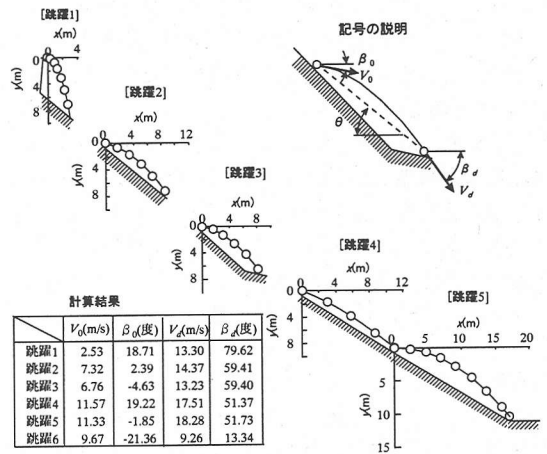 [跳躍1]
x(m)
0 4
0
4
8
y(m)
記号の説明
β0
V0
θ
βd
Vd
[跳躍2]
x(m)
0 4 8 12
0
4
8
y(m)
[跳躍3]
x(m)
0 4 8
0
4
8
y(m)
[跳躍4]
x(m)
0 4 8 12
0
4
8
y(m)
[跳躍5]
x(m)
0 5 10 15 20
5
10
15
y(m)
計算結果
V0(m/s) β0(度) Vd(m/s) βd(度)
跳躍1 2.53 18.71 13.30 79.62
跳躍2 7.32 2.39 14.37 59.41
跳躍3 6.76 -4.63 13.23 59.40
跳躍4 11.57 19.22 17.51 51.37
跳躍5 11.33 -1.85 18.28 51.73
跳躍6 9.67 -21.36 9.26 13.34